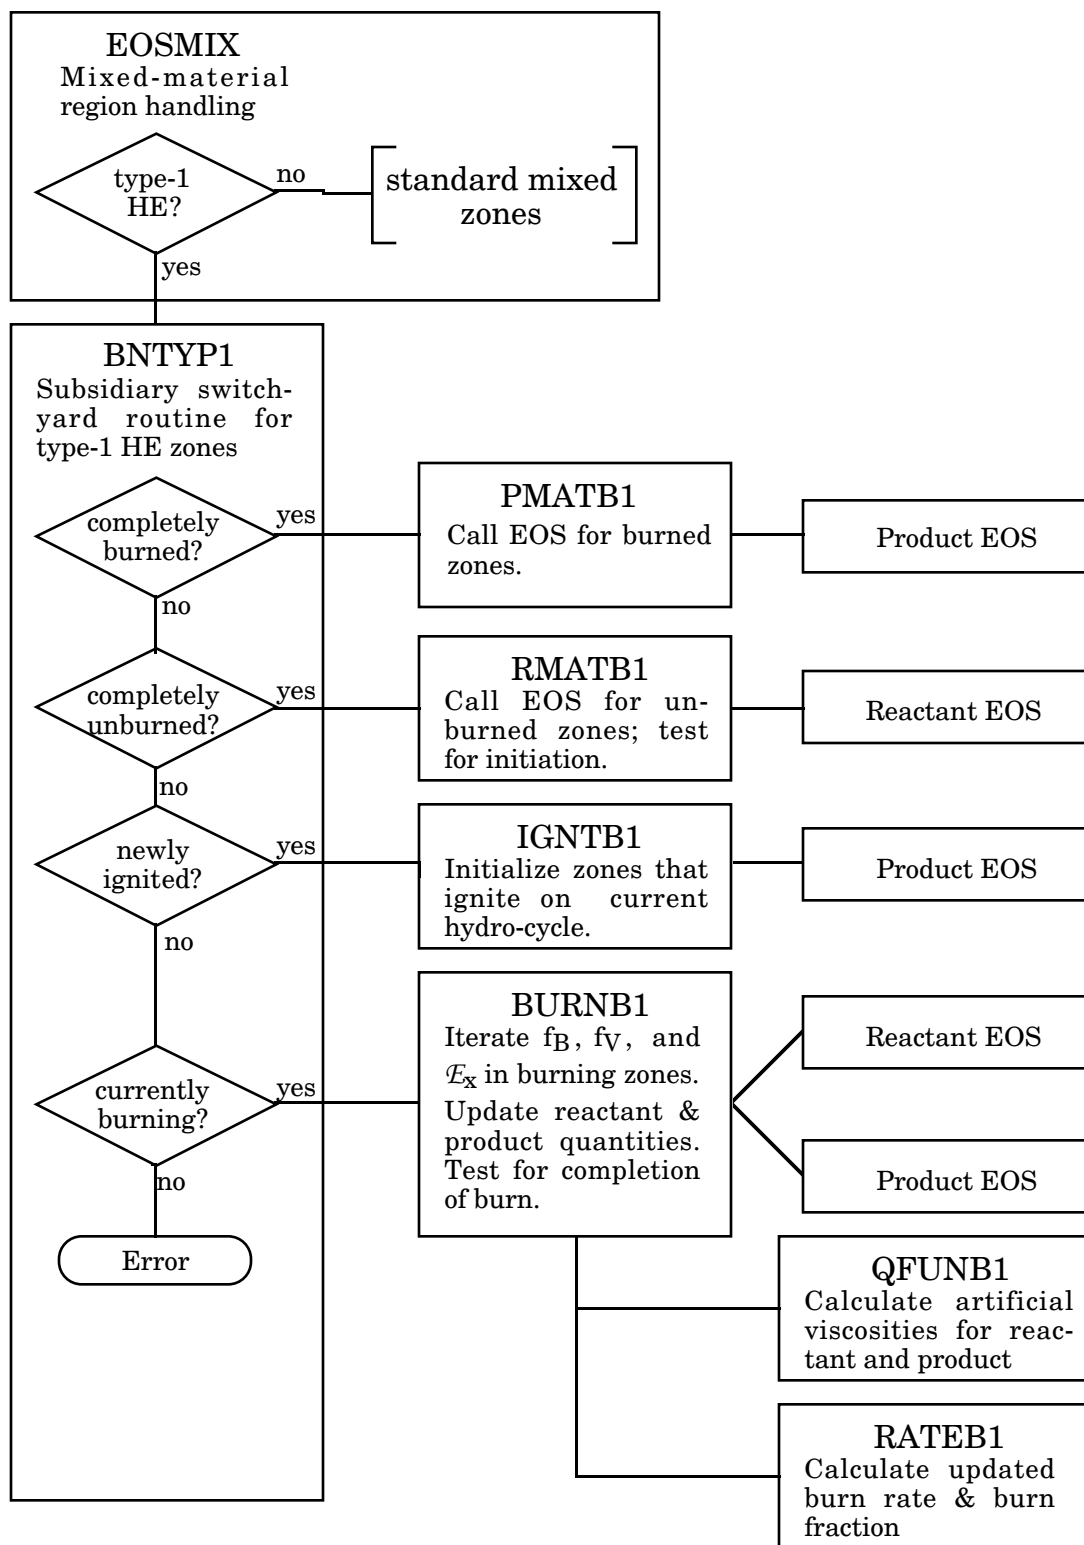 EOSMIX
Mixed-material
region handling
type-1
HE?
no
standard mixed
zones
yes
BNTYP1
Subsidiary switch-
yard routine for
type-1 HE zones
completely
burned?
yes
PMATB1
Call EOS for burned
zones.
Product EOS
no
completely
unburned?
yes
RMATB1
Call EOS for un-
burned zones; test
for initiation.
Reactant EOS
no
newly
ignited?
yes
IGNTB1
Initialize zones that
ignite on current
hydro-cycle.
Product EOS
no
currently
burning?
yes
BURNB1
Iterate fB, fV, and
ℰx in burning zones.
Update reactant &
product quantities.
Test for completion
of burn.
Reactant EOS
Product EOS
no
Error
QFUNB1
Calculate artificial
viscosities for reac-
tant and product
RATEB1
Calculate updated
burn rate & burn
fraction